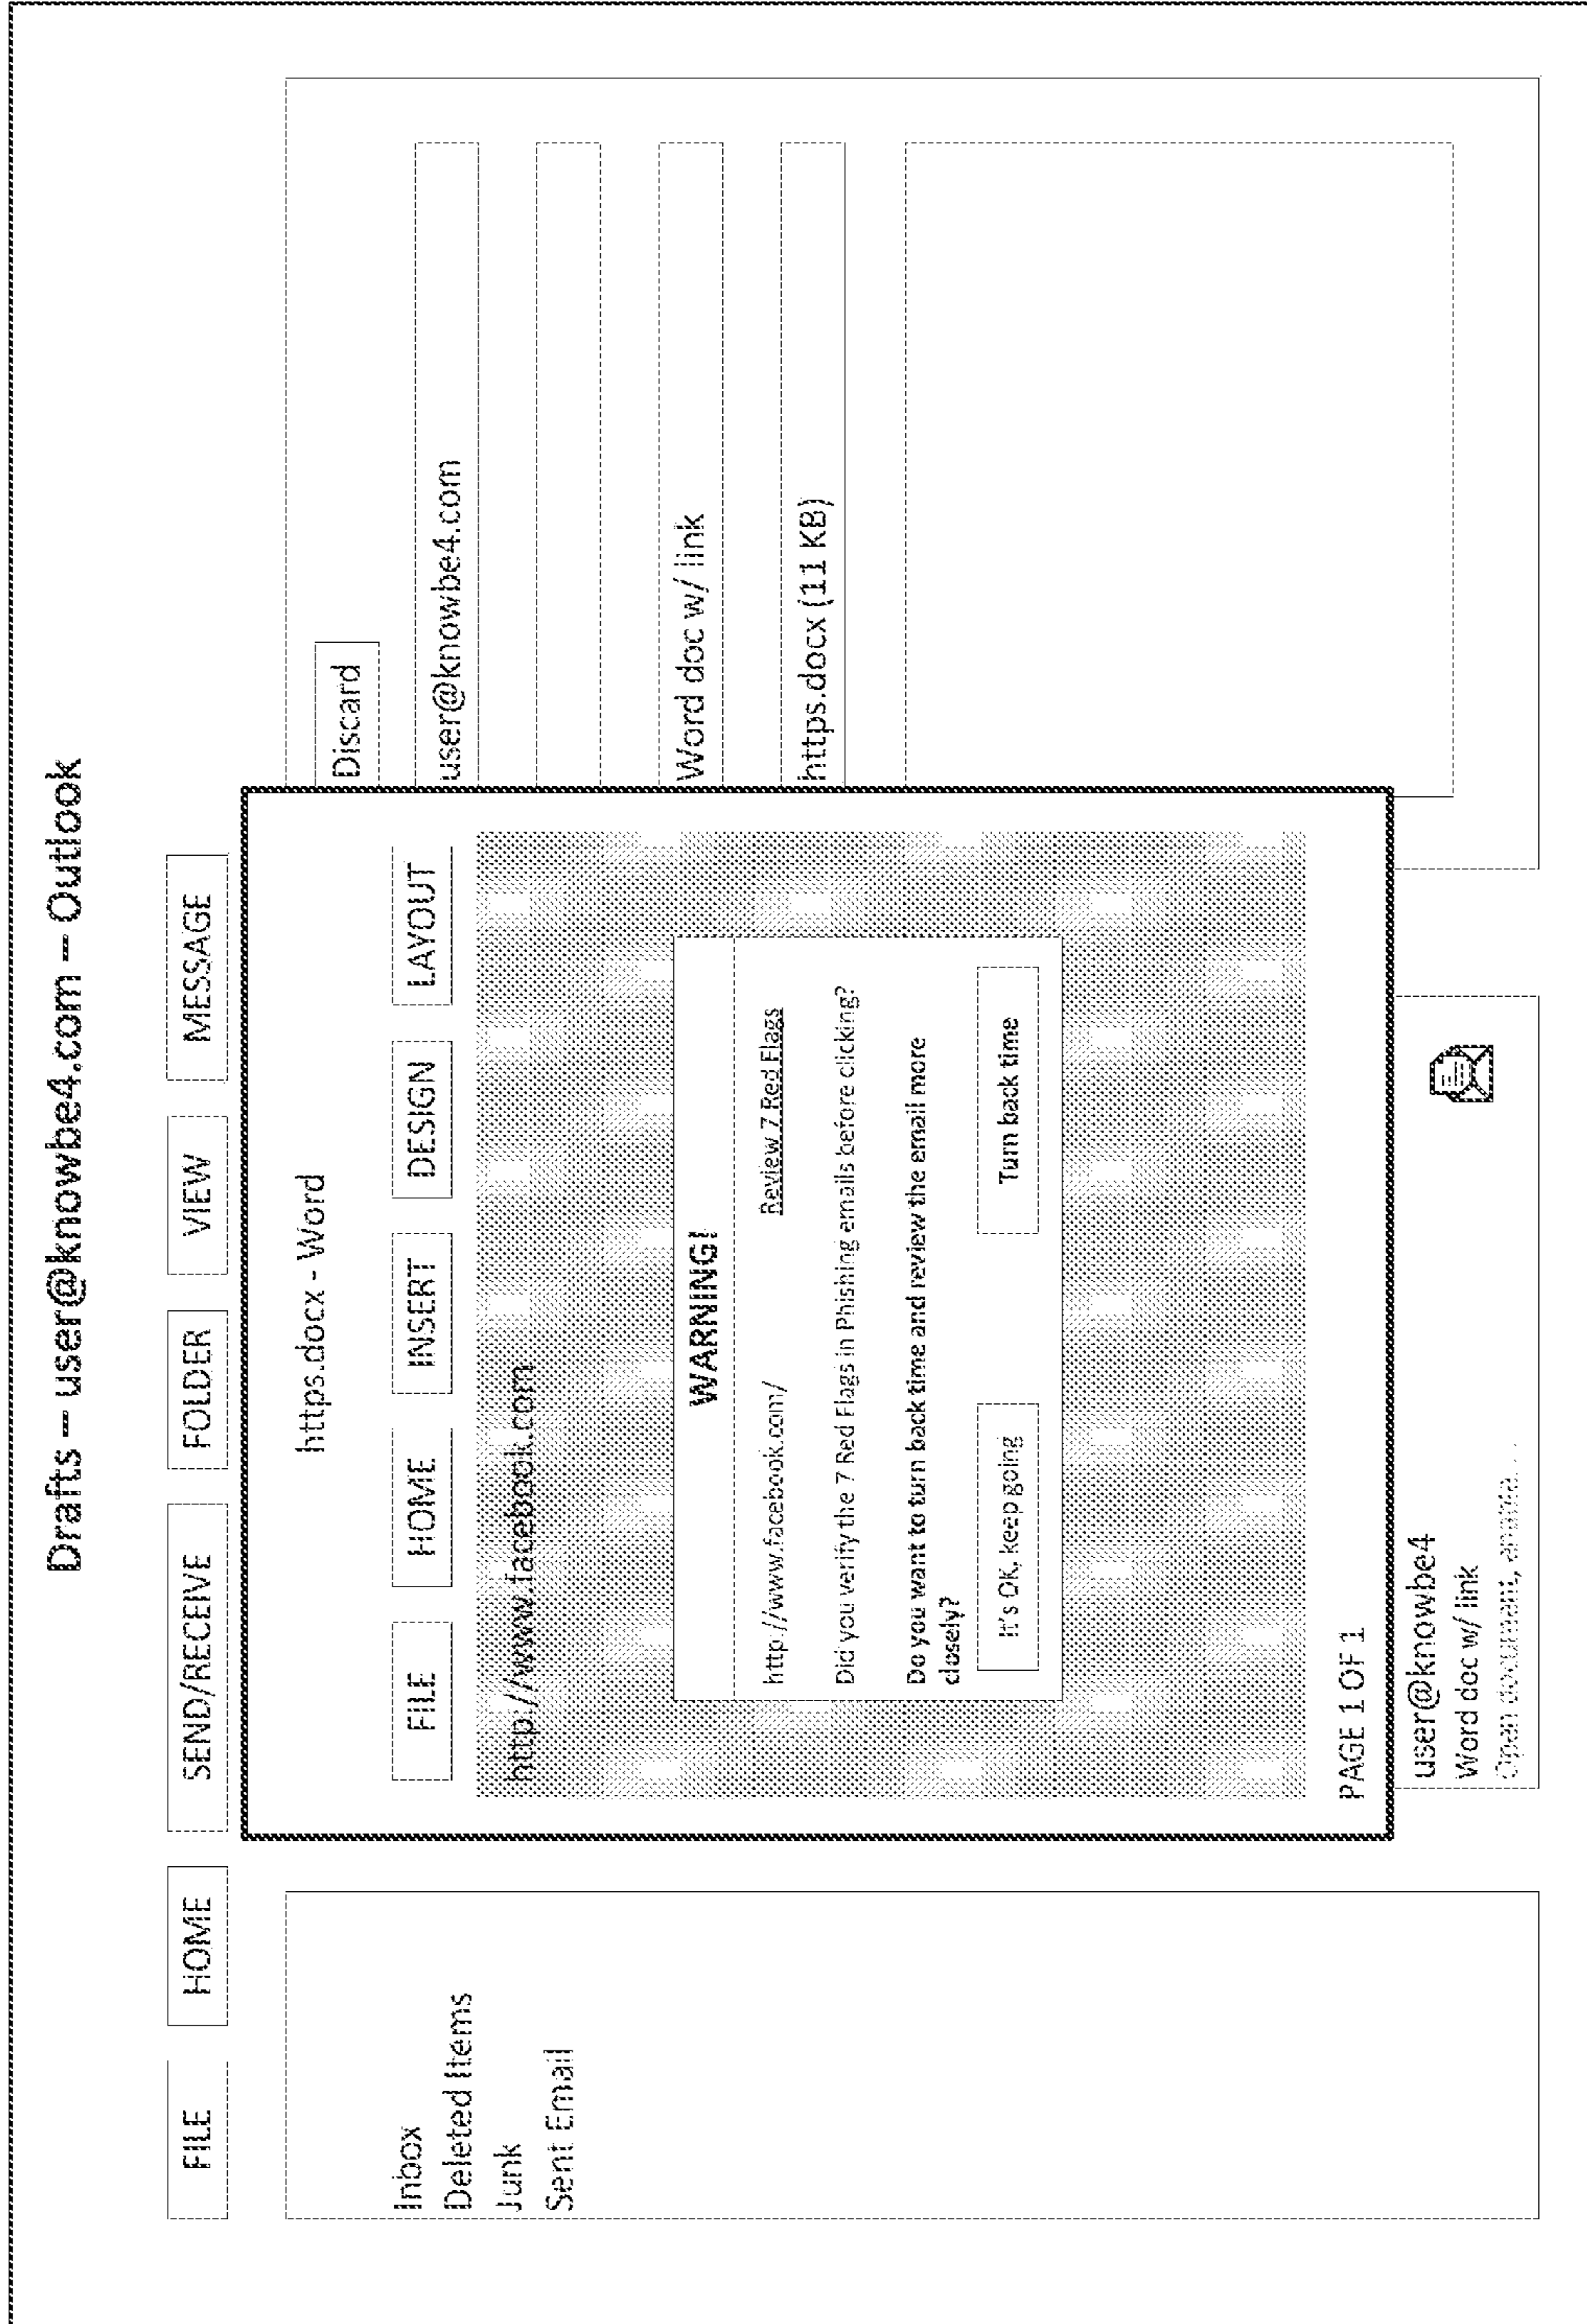 Drafts – user@knowbe4.com – Outlook
FILE HOME SEND/RECEIVE FOLDER VIEW MESSAGE
Inbox
Deleted Items
Junk
Sent Email
https.docx - Word
FILE HOME INSERT DESIGN LAYOUT
http://www.facebook.com
WARNING!
http://www.facebook.com/ Review 7 Red Flags
Did you verify the 7 Red Flags in Phishing emails before clicking?
Do you want to turn back time and review the email more
closely?
It's OK, keep going Turn back time
PAGE 1 OF 1
user@knowbe4
Word doc w/ link
Open document,
Discard
user@knowbe4.com
Word doc w/ link
https.docx (11 KB)